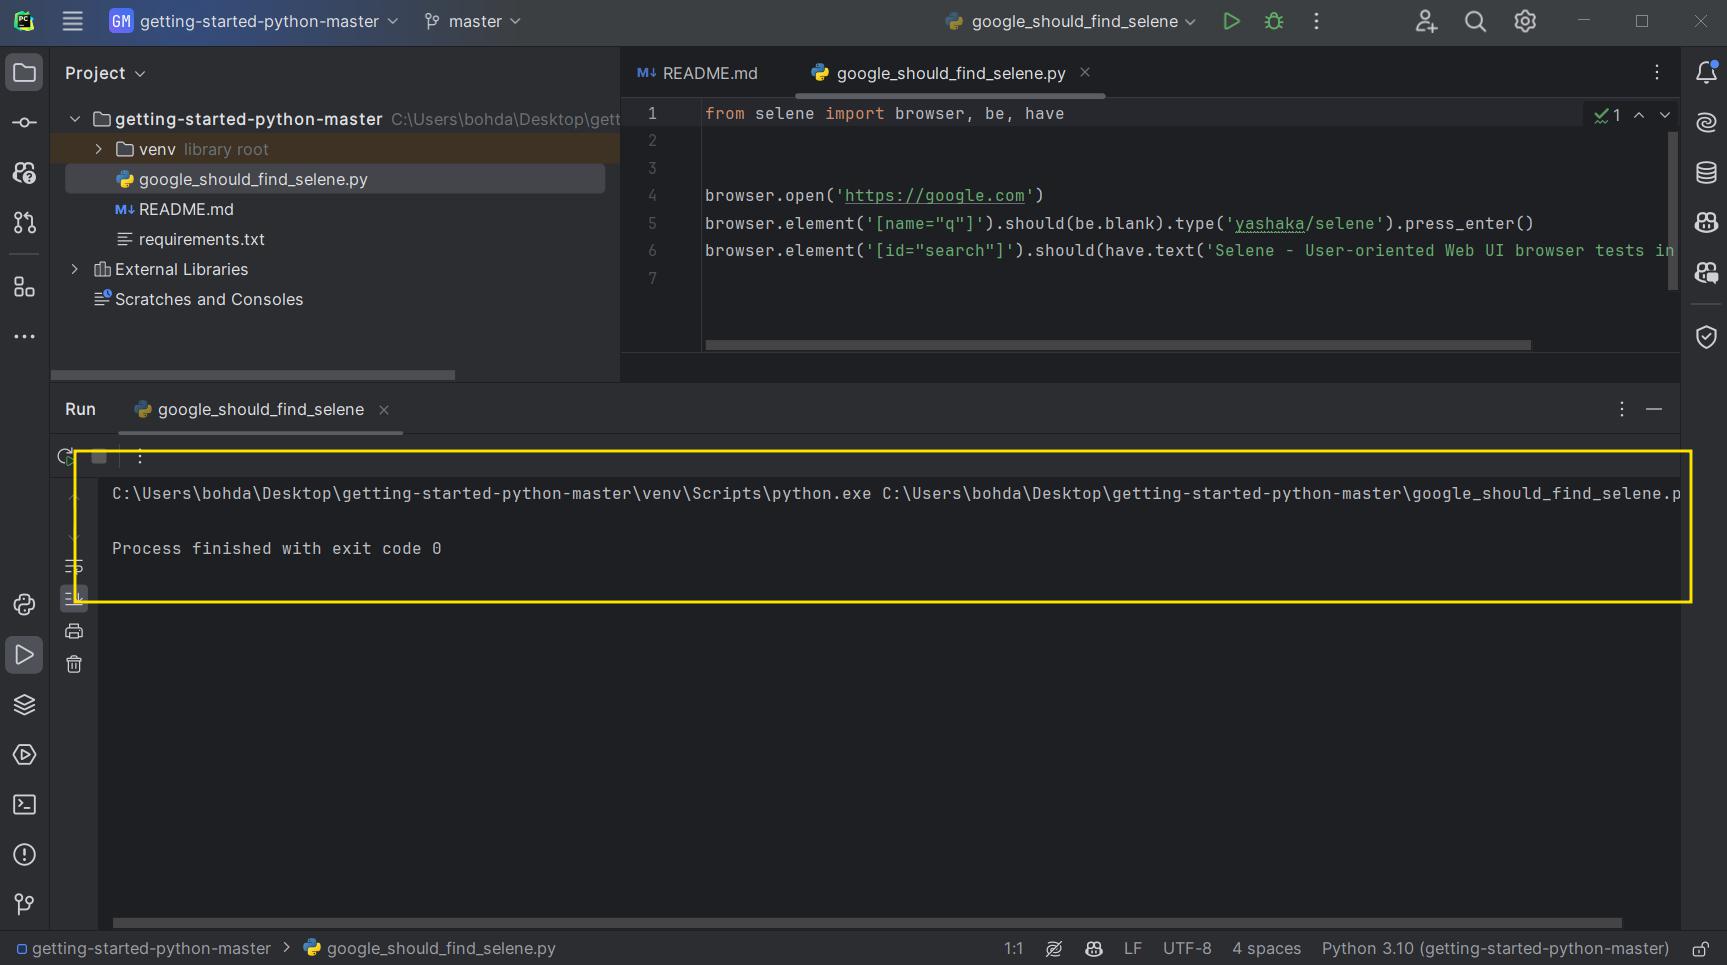 GM getting-started-python-master master google_should_find_selene
Project
README.md google_should_find_selene.py
getting-started-python-master C:\Users\bohda\Desktop\gett
venv library root
google_should_find_selene.py
README.md
requirements.txt
External Libraries
Scratches and Consoles
1 from selene import browser, be, have
1
2
3
4 browser.open('https://google.com')
5 browser.element('[name="q"]').should(be.blank).type('yashaka/selene').press_enter()
6 browser.element('[id="search"]').should(have.text('Selene - User-oriented Web UI browser tests in
7
Run google_should_find_selene
C:\Users\bohda\Desktop\getting-started-python-master\venv\Scripts\python.exe C:\Users\bohda\Desktop\getting-started-python-master\google_should_find_selene.p
Process finished with exit code 0
getting-started-python-master > google_should_find_selene.py 1:1 LF UTF-8 4 spaces Python 3.10 (getting-started-python-master)